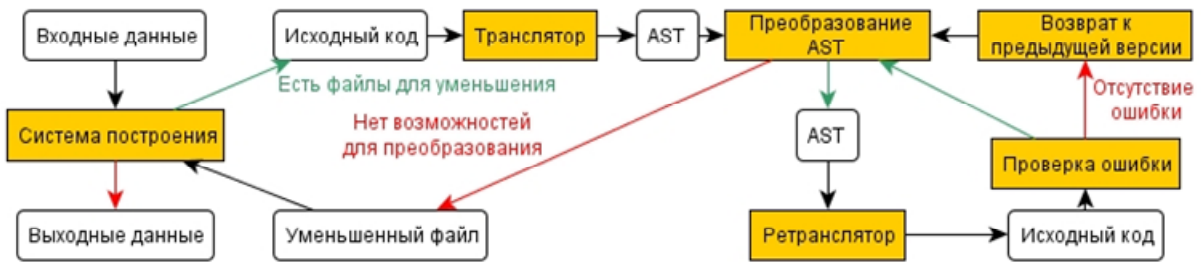 Входные данные
Исходный код
Транслятор
AST
Преобразование
AST
Возврат к
предыдущей версии
Есть файлы для уменьшения
Отсутствие
ошибки
Система построения
Нет возможностей
для преобразования
AST
Проверка ошибки
Выходные данные
Уменьшенный файл
Ретранслятор
Исходный код